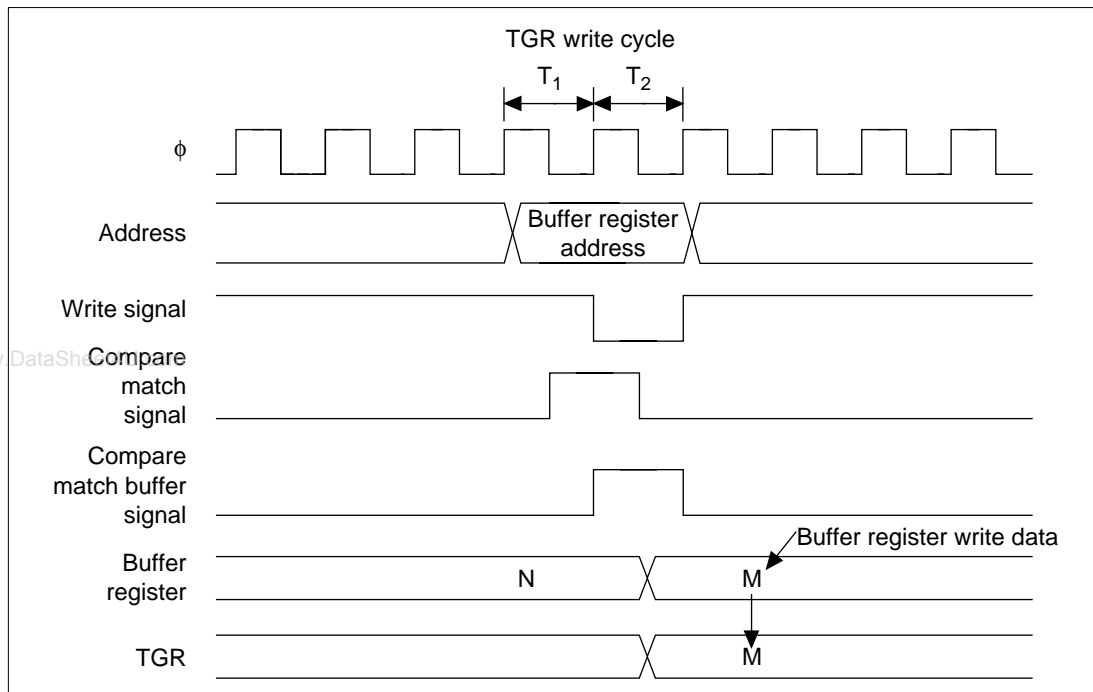 TGR write cycle
T1 T2
ϕ
Address
Buffer register
address
Write signal
Compare
match
signal
Compare
match buffer
signal
Buffer register write data
Buffer
register
N
M
TGR
M